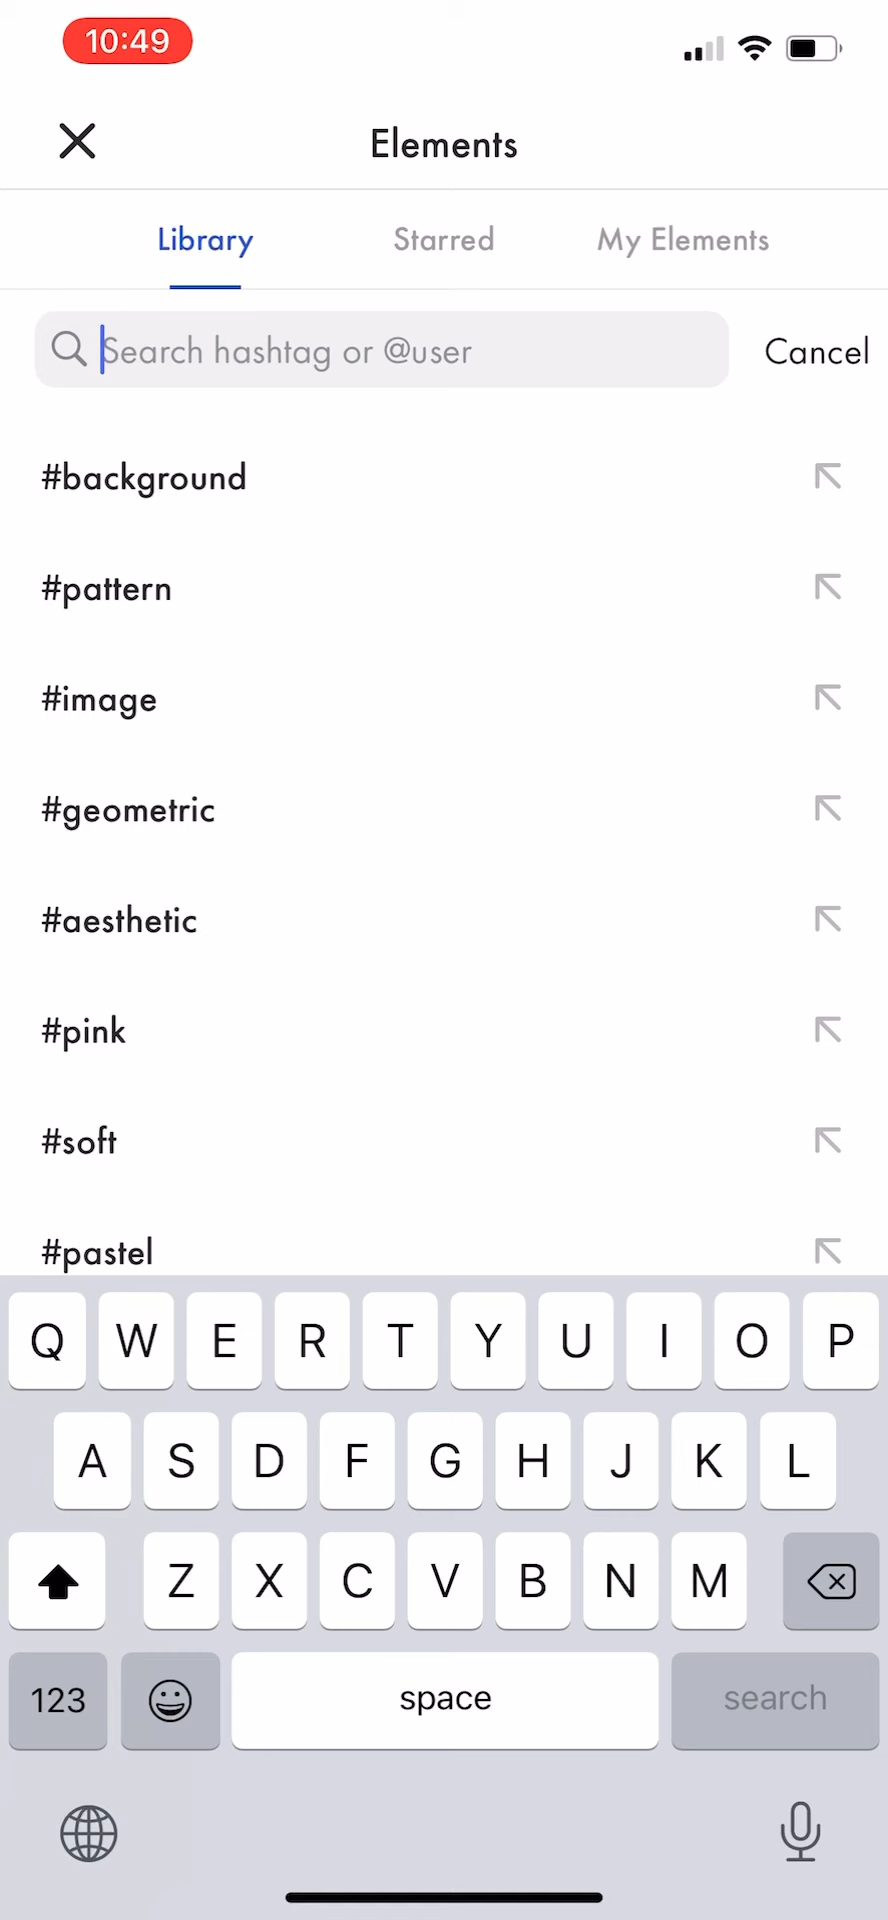 10:49
Elements
Library Starred My Elements
Search hashtag or @user Cancel
#background
#pattern
#image
#geometric
#aesthetic
#pink
#soft
#pastel
Q W E R T Y U I O P
A S D F G H J K L
Z X C V B N M
123 space search